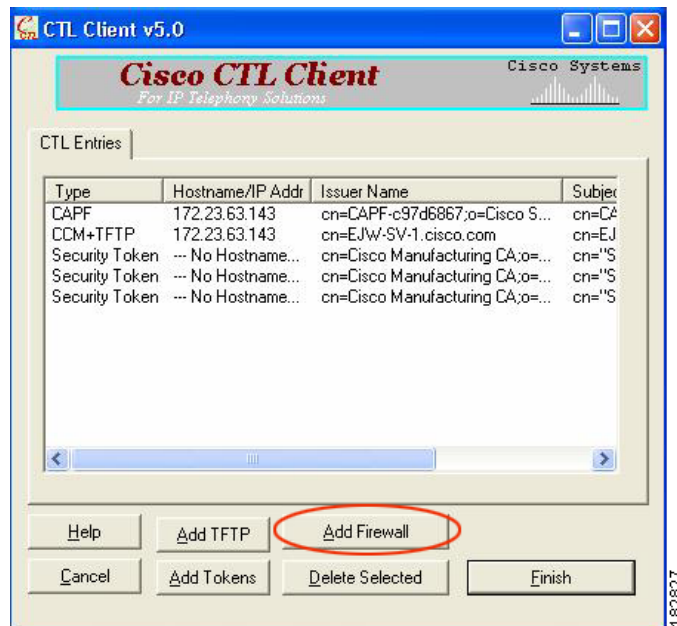 CTL Client v5.0
Cisco CTL Client
For IP Telephony Solutions
Cisco Systems
CTL Entries
Type Hostname/IP Addr Issuer Name Subjec
CAPF 172.23.63.143 cn=CAPF-c97d6867;o=Cisco S... cn=CA
CCM+TFTP 172.23.63.143 cn=EJW-SV-1.cisco.com cn=EJ
Security Token --- No Hostname... cn=Cisco Manufacturing CA;o=... cn="S
Security Token --- No Hostname... cn=Cisco Manufacturing CA;o=... cn="S
Security Token --- No Hostname... cn=Cisco Manufacturing CA;o=... cn="S
Help Add TFTP Add Firewall
Cancel Add Tokens Delete Selected Finish
182827